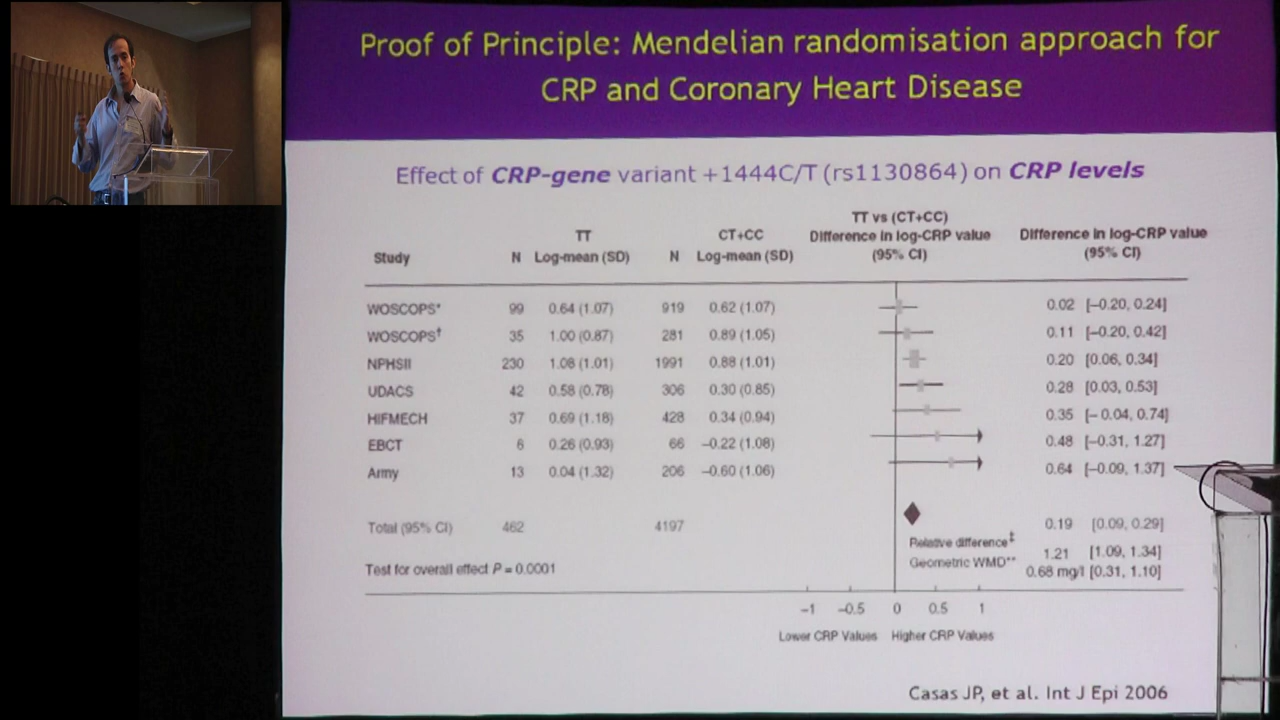 Proof of Principle: Mendelian randomisation approach for
CRP and Coronary Heart Disease
Effect of CRP-gene variant +1444C/T (rs1130864) on CRP levels
TT vs (CT+CC)
TT CT+CC Difference in log-CRP value Difference in log-CRP value
Study N Log-mean (SD) N Log-mean (SD) (95% CI) (95% CI)
WOSCOPS* 99 0.64 (1.07) 919 0.62 (1.07) 0.02 [–0.20, 0.24]
WOSCOPS† 35 1.00 (0.87) 281 0.89 (1.05) 0.11 [–0.20, 0.42]
NPHSII 230 1.08 (1.01) 1991 0.88 (1.01) 0.20 [0.06, 0.34]
UDACS 42 0.58 (0.78) 306 0.30 (0.85) 0.28 [0.03, 0.53]
HIFMECH 37 0.69 (1.18) 428 0.34 (0.94) 0.35 [– 0.04, 0.74]
EBCT 6 0.26 (0.93) 66 –0.22 (1.08) 0.48 [–0.31, 1.27]
Army 13 0.04 (1.32) 206 –0.60 (1.06) 0.64 [–0.09, 1.37]
Total (95% CI) 462 4197 0.19 [0.09, 0.29]
Relative difference‡ 1.21 [1.09, 1.34]
Test for overall effect P = 0.0001 Geometric WMD** 0.68 mg/l [0.31, 1.10]
–1 –0.5 0 0.5 1
Lower CRP Values Higher CRP Values
Casas JP, et al. Int J Epi 2006